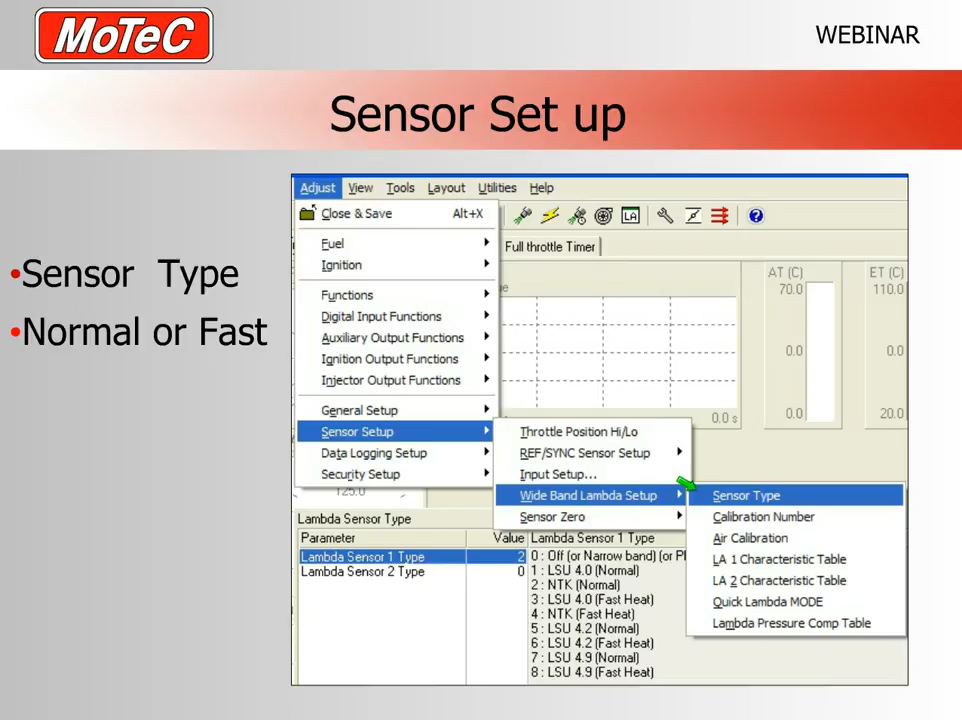 MoTeC
WEBINAR
Sensor Set up
•Sensor Type
•Normal or Fast
Adjust View Tools Layout Utilities Help
Close & Save Alt+X
LA
Fuel
Full throttle Timer
Ignition
AT (C) ET (C)
70.0 110.0
Functions
Digital Input Functions
Auxiliary Output Functions
0.0 0.0
Ignition Output Functions
Injector Output Functions
General Setup
0.0 s 0.0 20.0
Sensor Setup
Throttle Position Hi/Lo
Data Logging Setup
REF/SYNC Sensor Setup
Security Setup
Input Setup...
125.0
Wide Band Lambda Setup
Sensor Type
Sensor Zero
Calibration Number
Air Calibration
LA 1 Characteristic Table
LA 2 Characteristic Table
Quick Lambda MODE
Lambda Pressure Comp Table
Lambda Sensor Type
Parameter Value Lambda Sensor 1 Type
Lambda Sensor 1 Type 2
Lambda Sensor 2 Type 0
0 : Off (or Narrow band) (or
1 : LSU 4.0 (Normal)
2 : NTK (Normal)
3 : LSU 4.0 (Fast Heat)
4 : NTK (Fast Heat)
5 : LSU 4.2 (Normal)
6 : LSU 4.2 (Fast Heat)
7 : LSU 4.9 (Normal)
8 : LSU 4.9 (Fast Heat)